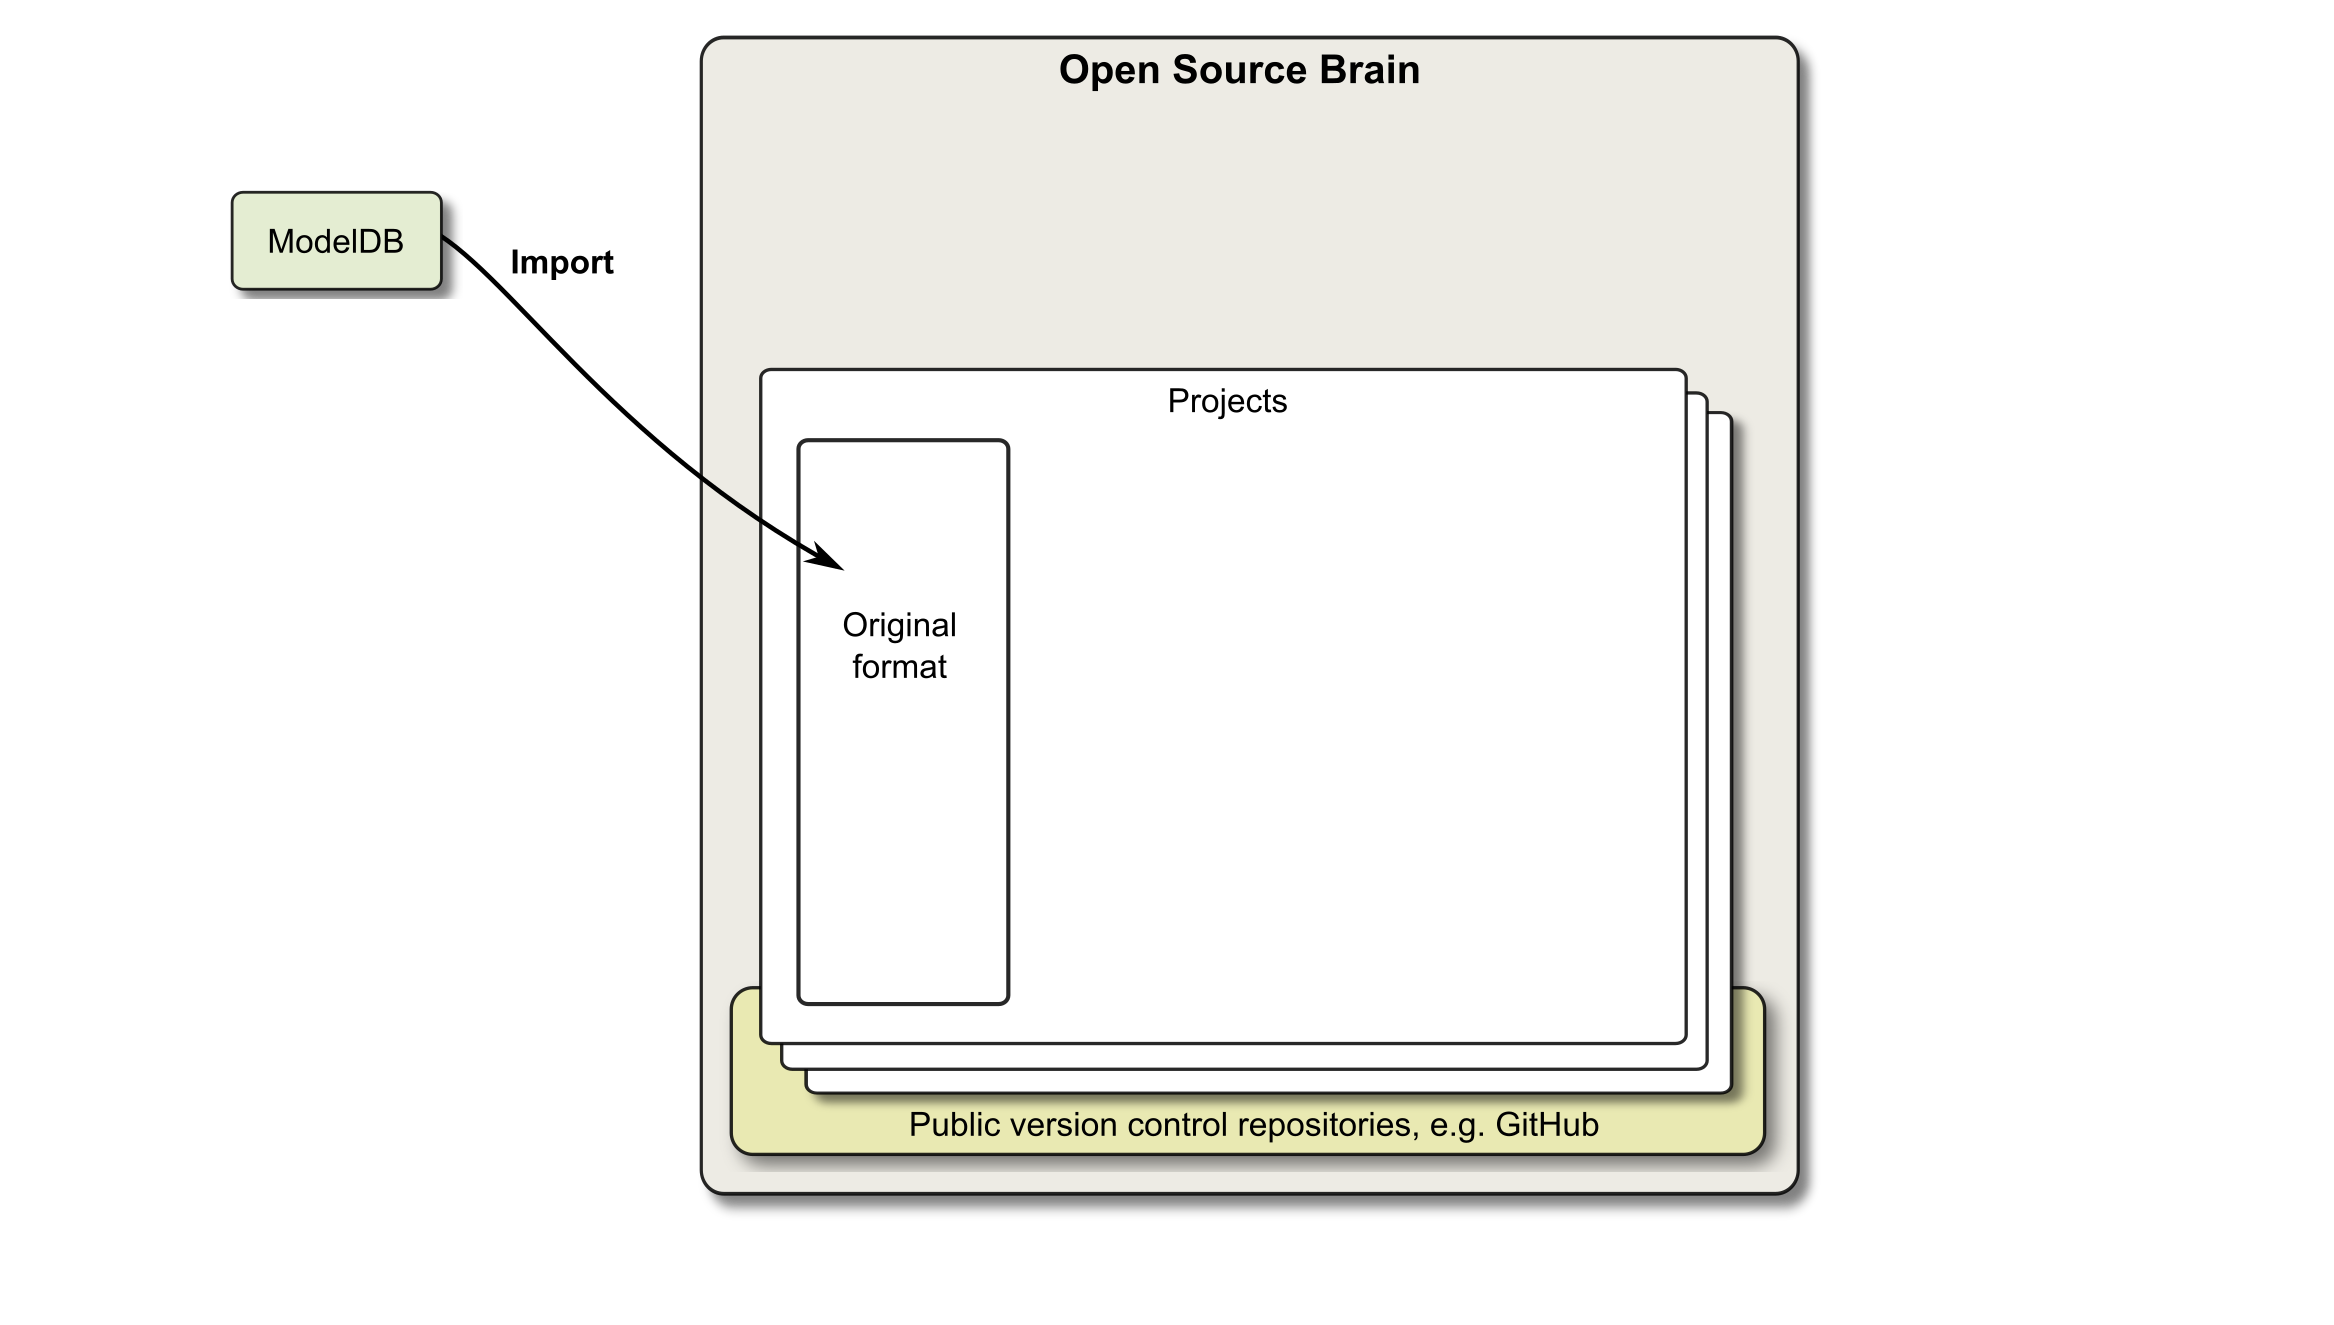 Open Source Brain
ModelDB
Import
Projects
Original
format
Public version control repositories, e.g. GitHub